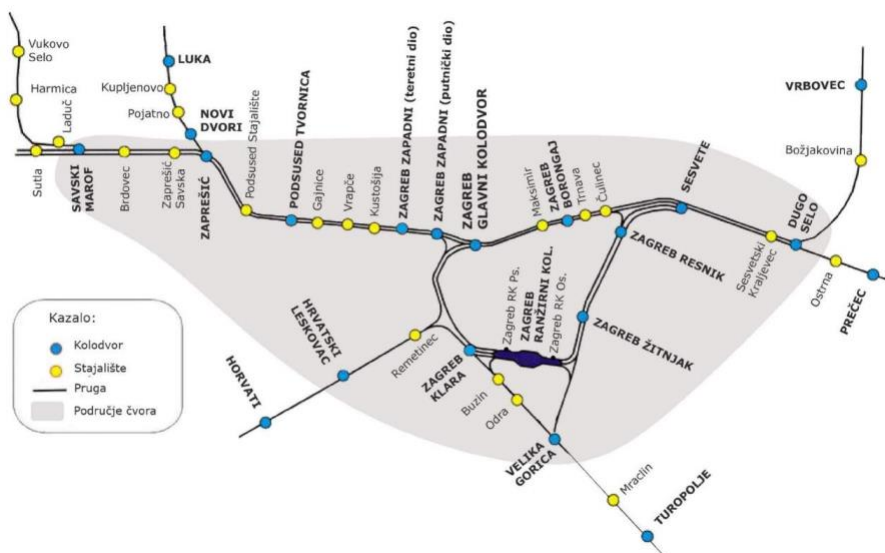 Vukovo
Selo
Harmica
Laduč
Sutla
SAVSKI
MAROF
Brdovec
Zaprešić
Savska
LUKA
Kupljenovo
Pojatno
NOVI
DVORI
ZAPREŠIĆ
Podsused Stajalište
PODSUSED TVORNICA
Gajnice
Vrapče
Kustošija
ZAGREB ZAPADNI (teretni dio)
ZAGREB ZAPADNI (putnički dio)
ZAGREB
GLAVNI KOLODVOR
Maksimir
ZAGREB
BORONGAJ
Trnava
Čulinec
SESVETE
ZAGREB RESNIK
ZAGREB ŽITNJAK
Sesvetski
Kraljevec
DUGO
SELO
VRBOVEC
Božjakovina
Ostrna
PREČEC
HRVATSKI
LESKOVAC
HORVATI
Remetinec
ZAGREB
KLARA
Zagreb RK Ps.
ZAGREB
RANŽIRNI KOL.
Zagreb RK Os.
Buzin
Odra
VELIKA
GORICA
Mraclin
TUROPOLJE
Kazalo:
Kolodvor
Stajalište
Pruga
Područje čvora